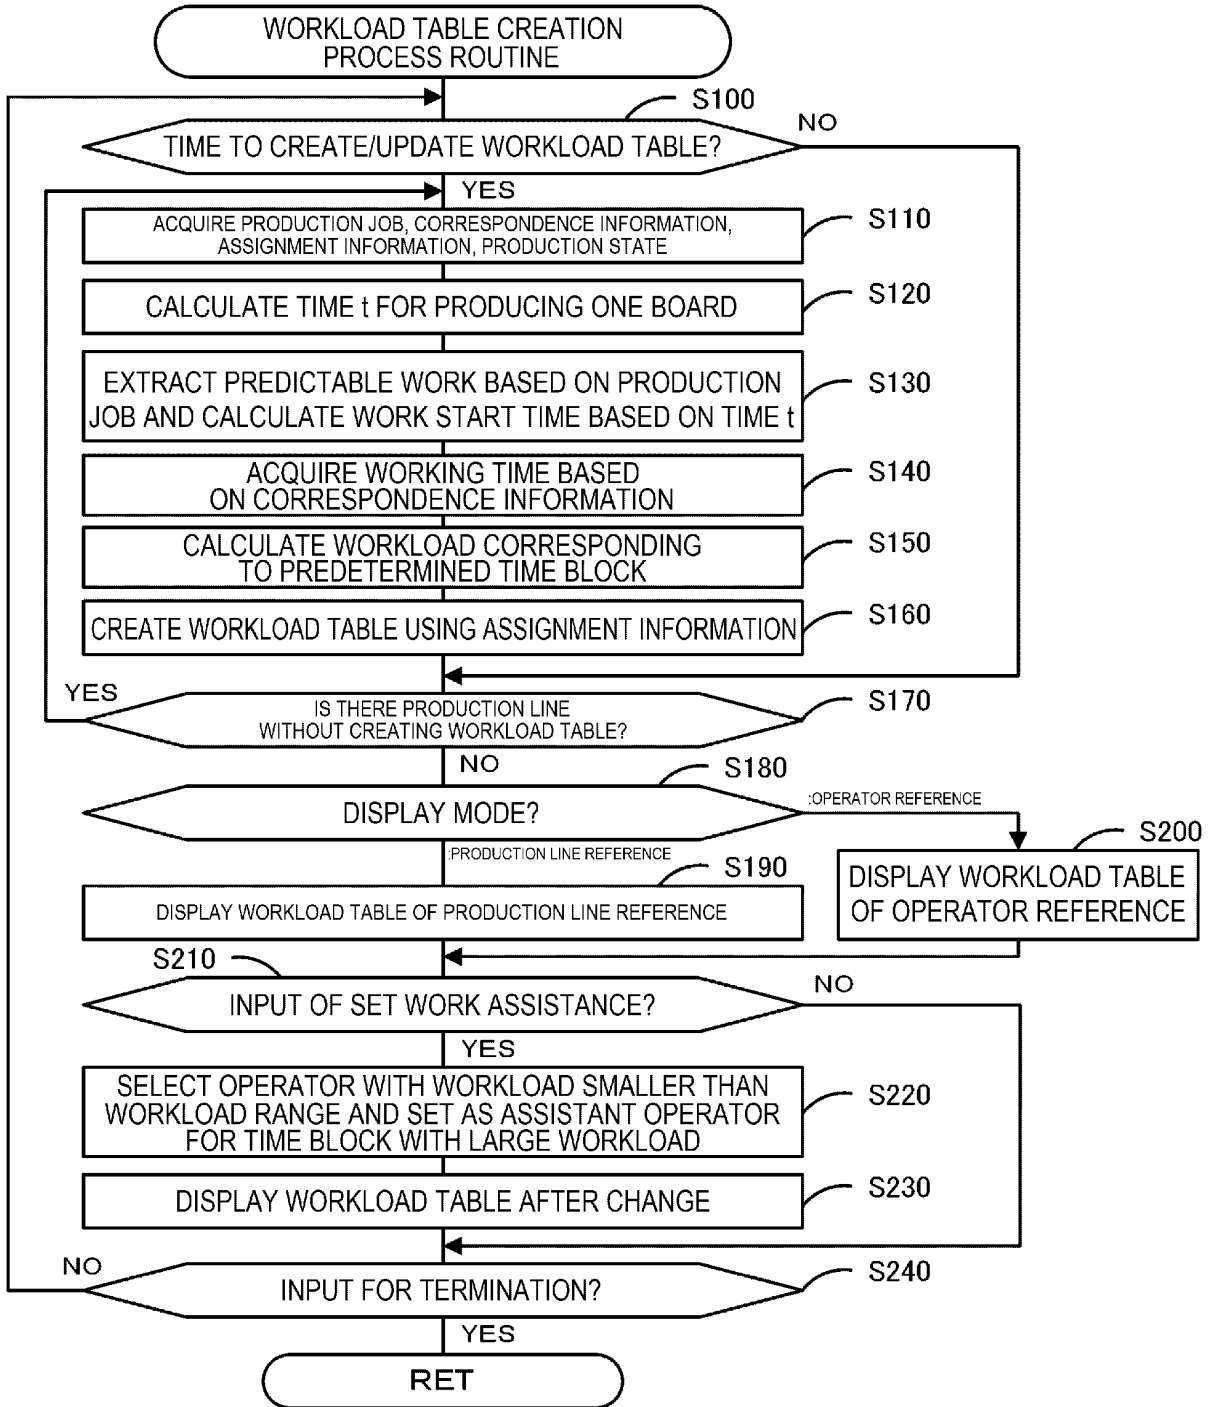 WORKLOAD TABLE CREATION
PROCESS ROUTINE
S100
TIME TO CREATE/UPDATE WORKLOAD TABLE?
NO
YES
ACQUIRE PRODUCTION JOB, CORRESPONDENCE INFORMATION,
ASSIGNMENT INFORMATION, PRODUCTION STATE
S110
CALCULATE TIME t FOR PRODUCING ONE BOARD
S120
EXTRACT PREDICTABLE WORK BASED ON PRODUCTION
JOB AND CALCULATE WORK START TIME BASED ON TIME t
S130
ACQUIRE WORKING TIME BASED
ON CORRESPONDENCE INFORMATION
S140
CALCULATE WORKLOAD CORRESPONDING
TO PREDETERMINED TIME BLOCK
S150
CREATE WORKLOAD TABLE USING ASSIGNMENT INFORMATION
S160
YES
IS THERE PRODUCTION LINE
WITHOUT CREATING WORKLOAD TABLE?
S170
NO
S180
DISPLAY MODE?
:OPERATOR REFERENCE
:PRODUCTION LINE REFERENCE
S190
DISPLAY WORKLOAD TABLE OF PRODUCTION LINE REFERENCE
S200
DISPLAY WORKLOAD TABLE
OF OPERATOR REFERENCE
S210
INPUT OF SET WORK ASSISTANCE?
NO
YES
SELECT OPERATOR WITH WORKLOAD SMALLER THAN
WORKLOAD RANGE AND SET AS ASSISTANT OPERATOR
FOR TIME BLOCK WITH LARGE WORKLOAD
S220
DISPLAY WORKLOAD TABLE AFTER CHANGE
S230
NO
INPUT FOR TERMINATION?
S240
YES
RET